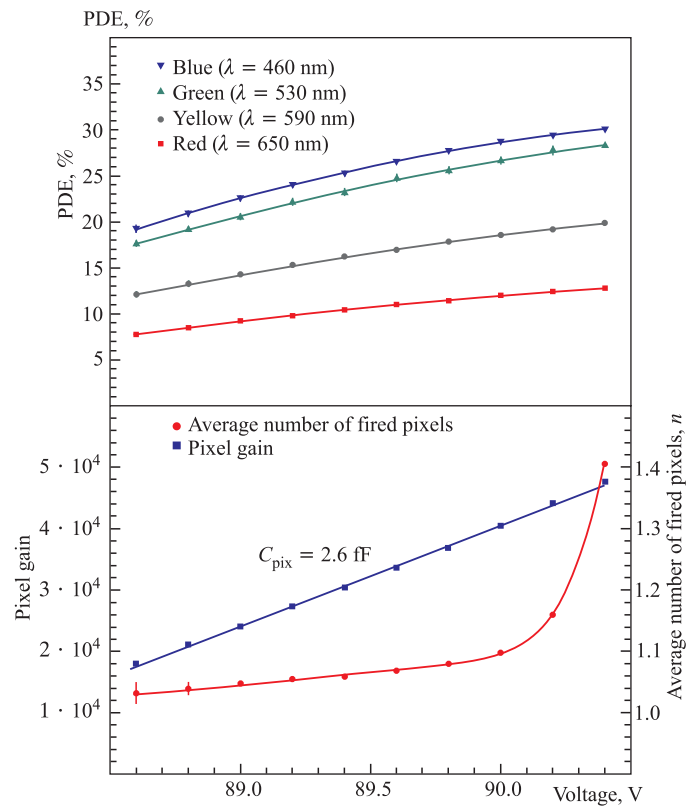 PDE, %
PDE, %
35
30
25
20
15
10
5
Blue (λ = 460 nm)
Green (λ = 530 nm)
Yellow (λ = 590 nm)
Red (λ = 650 nm)
Average number of fired pixels
Pixel gain
Pixel gain
5 · 10⁴
4 · 10⁴
3 · 10⁴
2 · 10⁴
1 · 10⁴
C_pix = 2.6 fF
1.4
1.3
1.2
1.1
1.0
Average number of fired pixels, n
89.0
89.5
90.0
Voltage, V